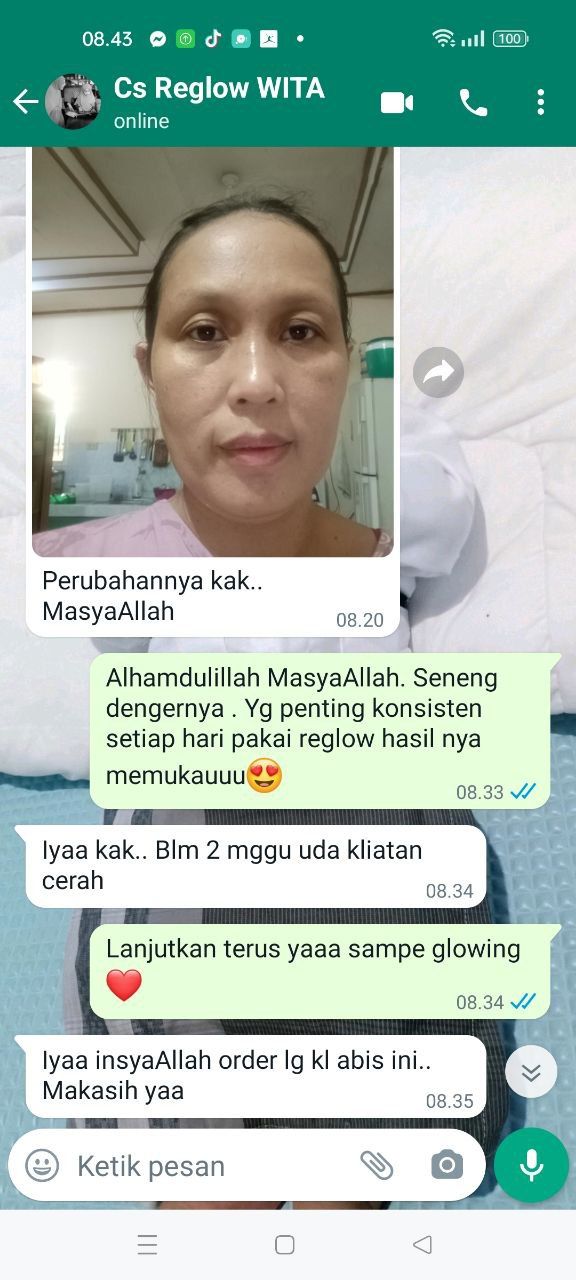 08.43
100
Cs Reglow WITA
online
Perubahannya kak..
MasyaAllah
08.20
Alhamdulillah MasyaAllah. Seneng
dengernya . Yg penting konsisten
setiap hari pakai reglow hasil nya
memukauuu😍
08.33
Iyaa kak.. Blm 2 mggu uda kliatan
cerah
08.34
Lanjutkan terus yaaa sampe glowing
❤️
08.34
Iyaa insyaAllah order lg kl abis ini..
Makasih yaa
08.35
Ketik pesan